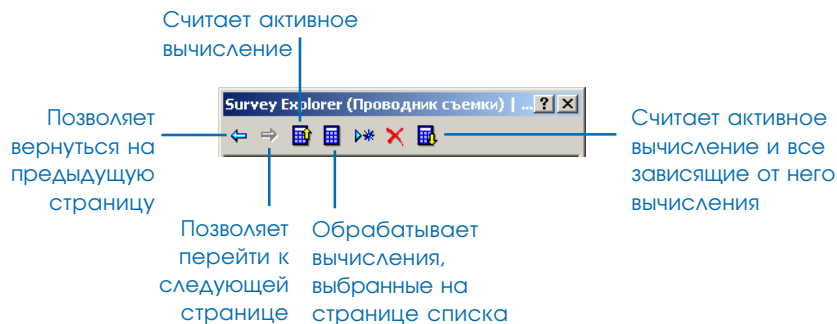 Считает активное
вычисление
Survey Explorer (Проводник съемки) | ...
Позволяет
вернуться на
предыдущую
страницу
Считает активное
вычисление и все
зависящие от него
вычисления
Позволяет
перейти к
следующей
странице
Обрабатывает
вычисления,
выбранные на
странице списка